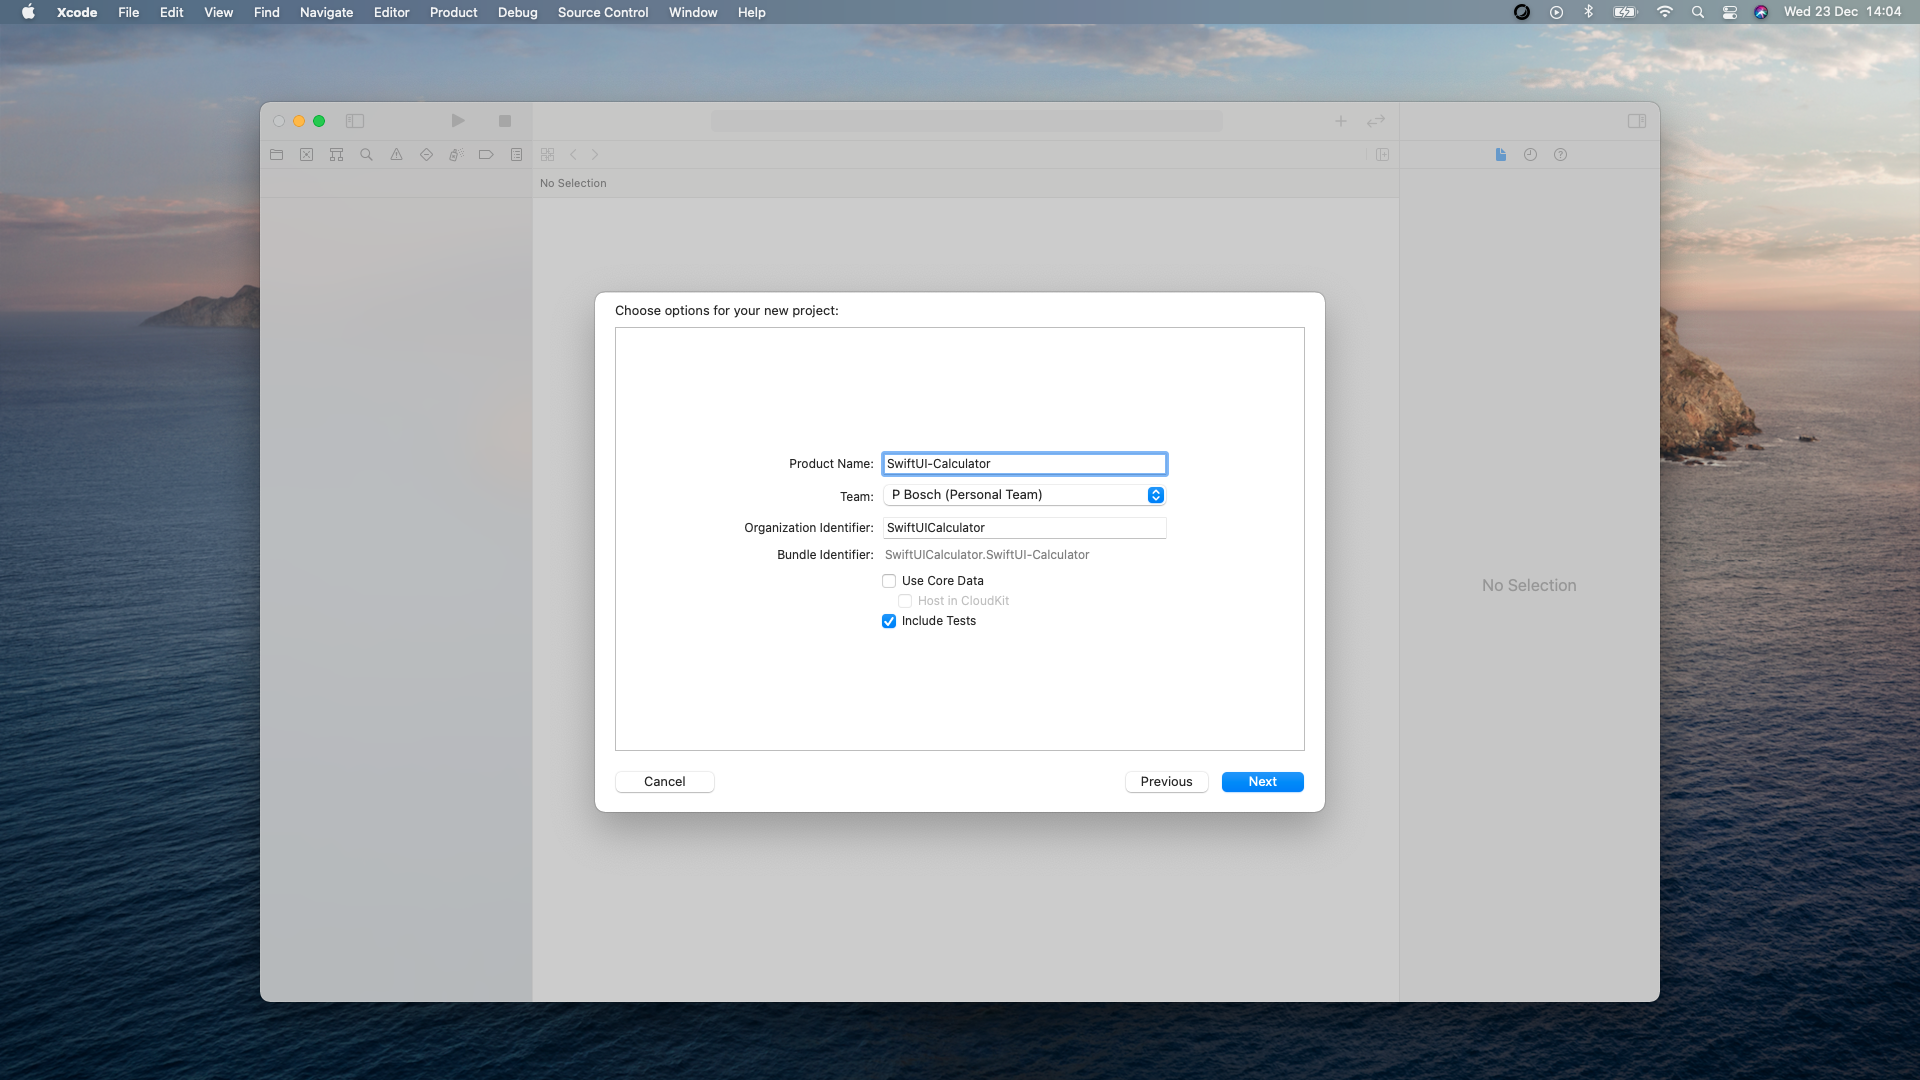 Xcode File Edit View Find Navigate Editor Product Debug Source Control Window Help Wed 23 Dec 14:04
No Selection
Choose options for your new project:
Product Name: SwiftUI-Calculator
Team: P Bosch (Personal Team)
Organization Identifier: SwiftUICalculator
Bundle Identifier: SwiftUICalculator.SwiftUI-Calculator
Use Core Data
Host in CloudKit
Include Tests
No Selection
Cancel Previous Next